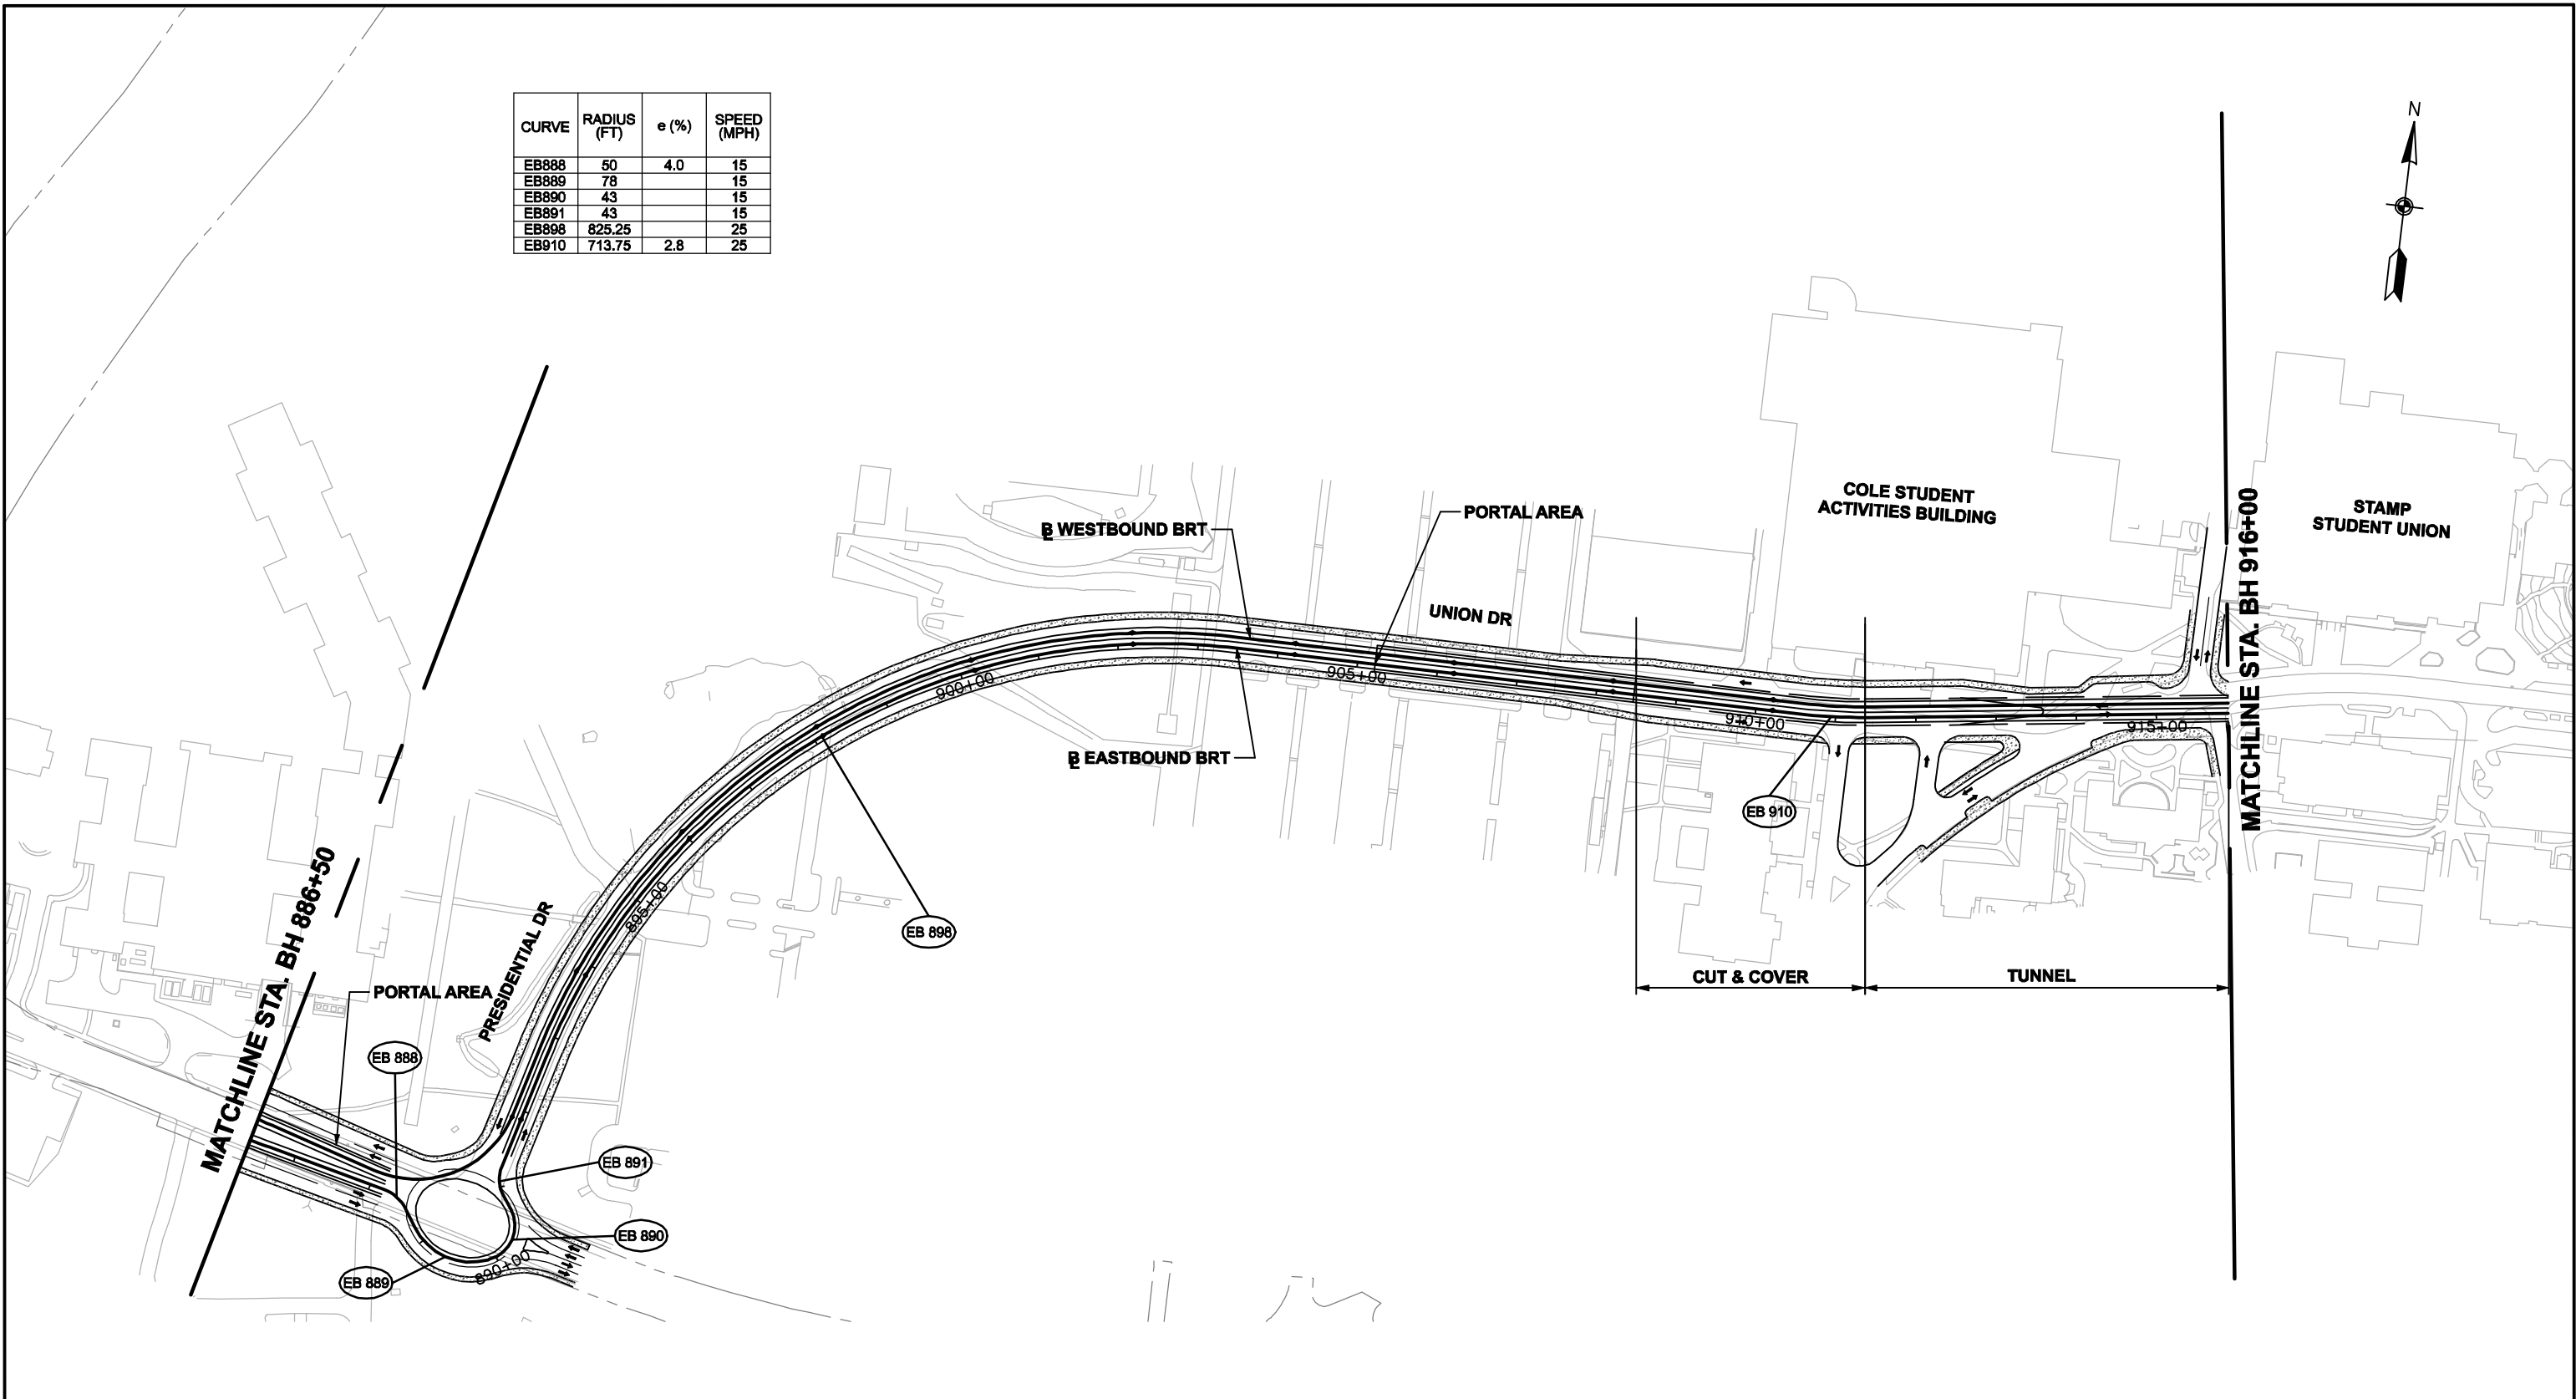 CURVE RADIUS (FT) e (%) SPEED (MPH)
EB888 50 4.0 15
EB889 78 15
EB890 43 15
EB891 43 15
EB898 825.25 25
EB910 713.75 2.8 25
N
COLE STUDENT
ACTIVITIES BUILDING
STAMP
STUDENT UNION
BL WESTBOUND BRT
PORTAL AREA
UNION DR
MATCHLINE STA. BH 916+00
905+00
900+00
910+00
915+00
BL EASTBOUND BRT
EB 910
895+00
EB 898
MATCHLINE STA. BH 886+50
PRESIDENTIAL DR
CUT & COVER
TUNNEL
PORTAL AREA
EB 888
EB 891
EB 890
890+00
EB 889